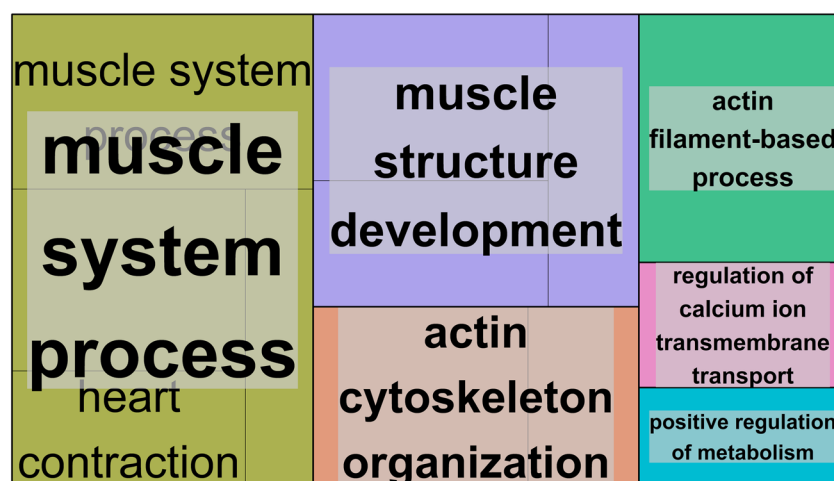 muscle system
process
muscle
system
process
heart
contraction
muscle
structure
development
actin
cytoskeleton
organization
actin
filament-based
process
regulation of
calcium ion
transmembrane
transport
positive regulation
of metabolism